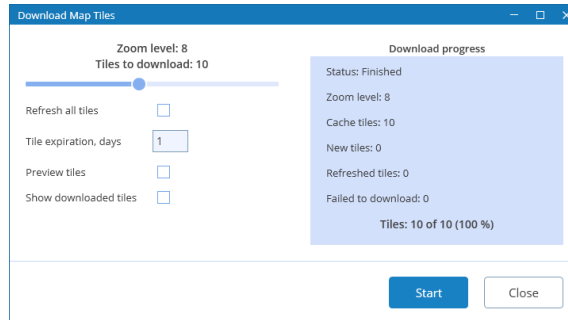 Download Map Tiles
Zoom level: 8
Tiles to download: 10
Refresh all tiles
Tile expiration, days 1
Preview tiles
Show downloaded tiles
Download progress
Status: Finished
Zoom level: 8
Cache tiles: 10
New tiles: 0
Refreshed tiles: 0
Failed to download: 0
Tiles: 10 of 10 (100 %)
Start Close